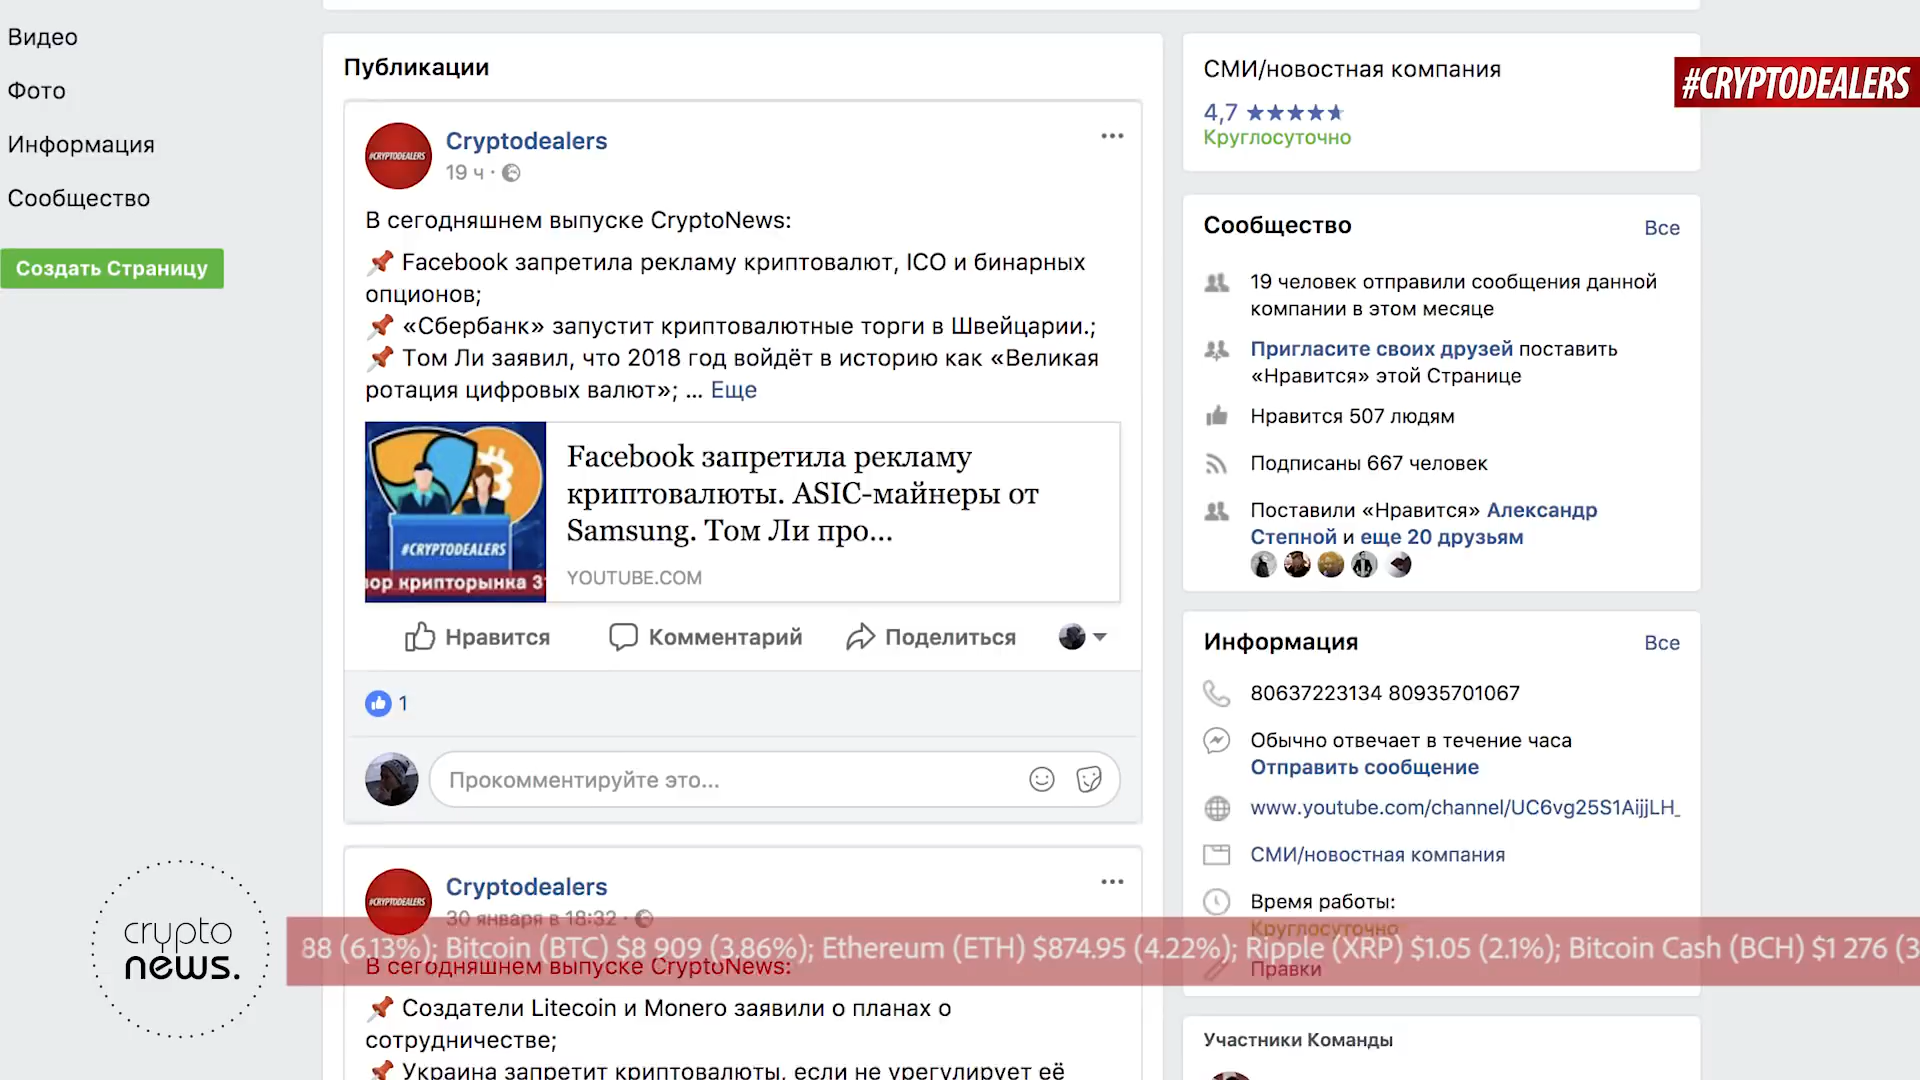 Видео
Фото
Информация
Сообщество
Создать Страницу
Публикации
#CRYPTODEALERS
Cryptodealers
19 ч ·
В сегодняшнем выпуске CryptoNews:
📌 Facebook запретила рекламу криптовалют, ICO и бинарных
опционов;
📌 «Сбербанк» запустит криптовалютные торги в Швейцарии.;
📌 Том Ли заявил, что 2018 год войдёт в историю как «Великая
ротация цифровых валют»; ... Еще
#CRYPTODEALERS
ор крипторынка 3
Facebook запретила рекламу
криптовалюты. ASIC-майнеры от
Samsung. Том Ли про...
YOUTUBE.COM
Нравится Комментарий Поделиться
1
Прокомментируйте это...
#CRYPTODEALERS
Cryptodealers
30 января в 18:32 ·
В сегодняшнем выпуске CryptoNews:
📌 Создатели Litecoin и Monero заявили о планах о
сотрудничестве;
📌 Украина запретит криптовалюты, если не урегулирует её
СМИ/новостная компания
4,7 ★★★★★
Круглосуточно
#CRYPTODEALERS
Сообщество Все
19 человек отправили сообщения данной
компании в этом месяце
Пригласите своих друзей поставить
«Нравится» этой Странице
Нравится 507 людям
Подписаны 667 человек
Поставили «Нравится» Александр
Степной и еще 20 друзьям
Информация Все
80637223134 80935701067
Обычно отвечает в течение часа
Отправить сообщение
www.youtube.com/channel/UC6vg25S1AijjLH_
СМИ/новостная компания
Время работы:
Круглосуточно
Правки
Участники Команды
crypto
news.
88 (6.13%); Bitcoin (BTC) $8 909 (3.86%); Ethereum (ETH) $874.95 (4.22%); Ripple (XRP) $1.05 (2.1%); Bitcoin Cash (BCH) $1 276 (3